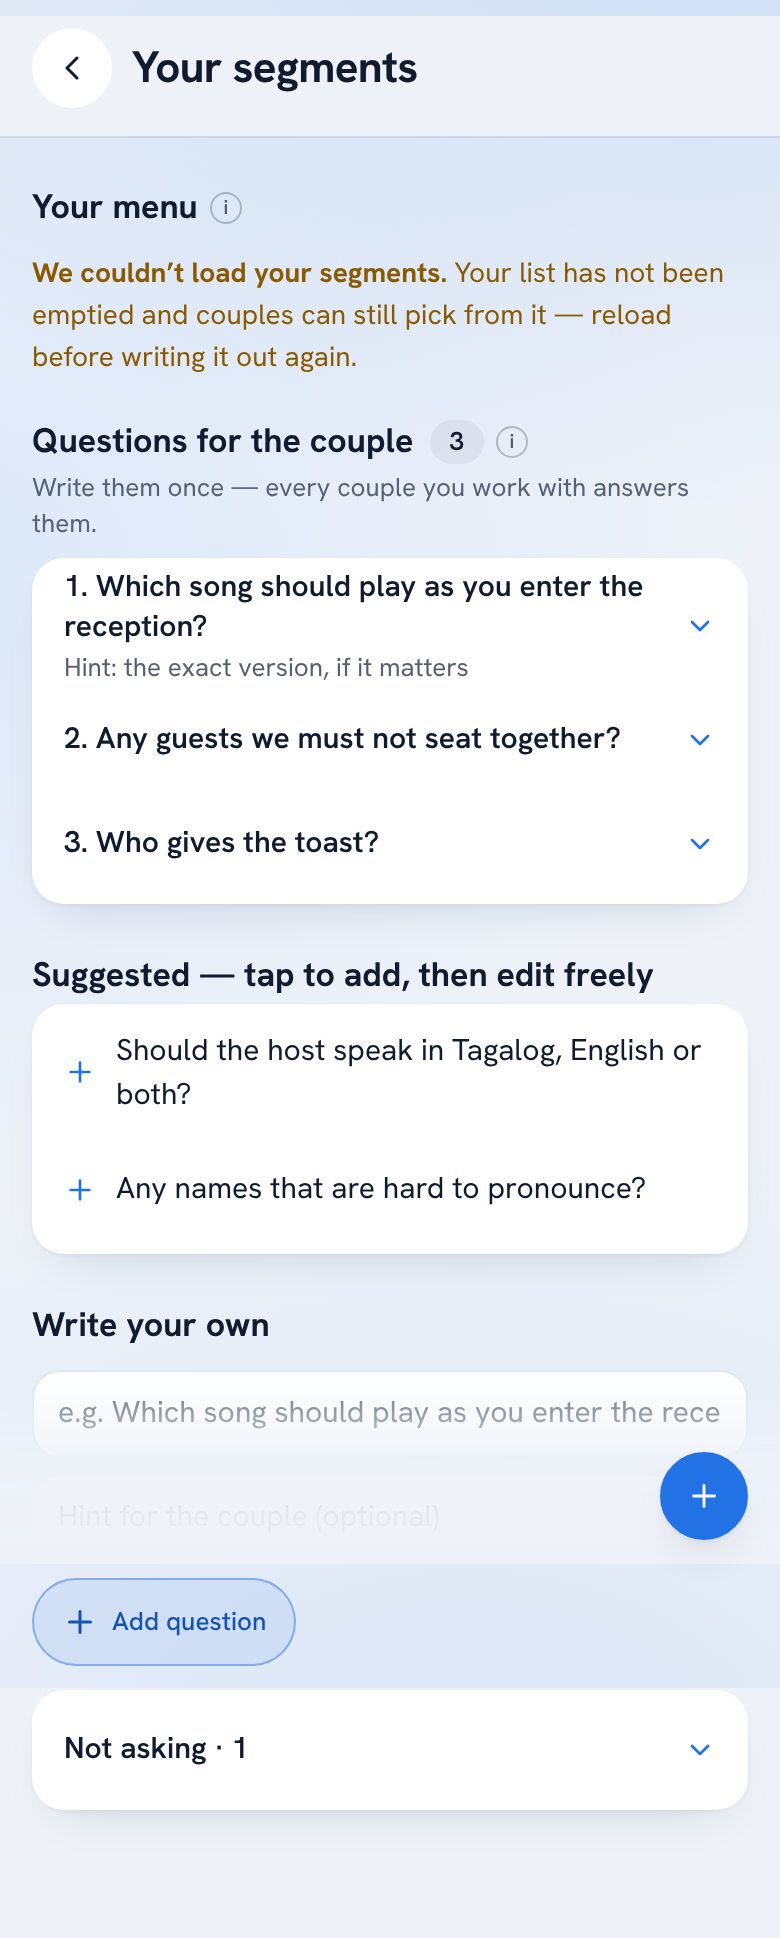 Your segments
Your menu i
We couldn’t load your segments. Your list has not been
emptied and couples can still pick from it — reload
before writing it out again.
Questions for the couple 3 i
Write them once — every couple you work with answers
them.
1. Which song should play as you enter the
reception?
Hint: the exact version, if it matters
2. Any guests we must not seat together?
3. Who gives the toast?
Suggested — tap to add, then edit freely
Should the host speak in Tagalog, English or
both?
Any names that are hard to pronounce?
Write your own
e.g. Which song should play as you enter the rece
Hint for the couple (optional)
Add question
Not asking · 1